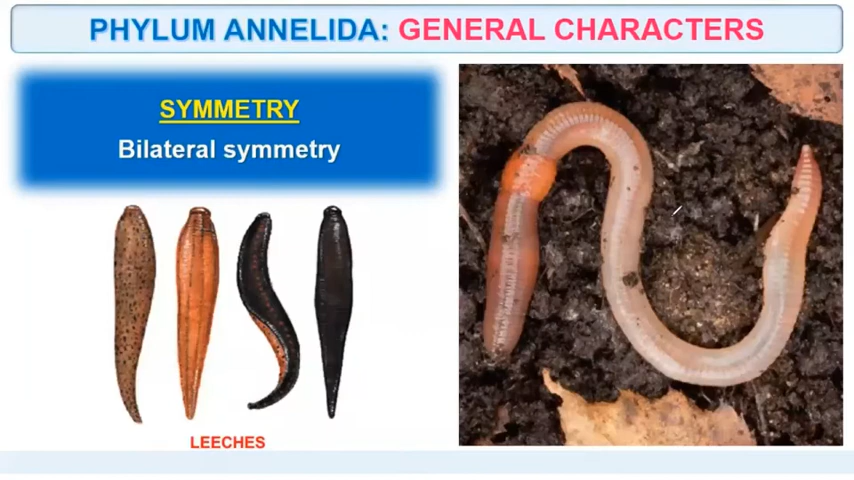 PHYLUM ANNELIDA: GENERAL CHARACTERS
SYMMETRY
Bilateral symmetry
LEECHES